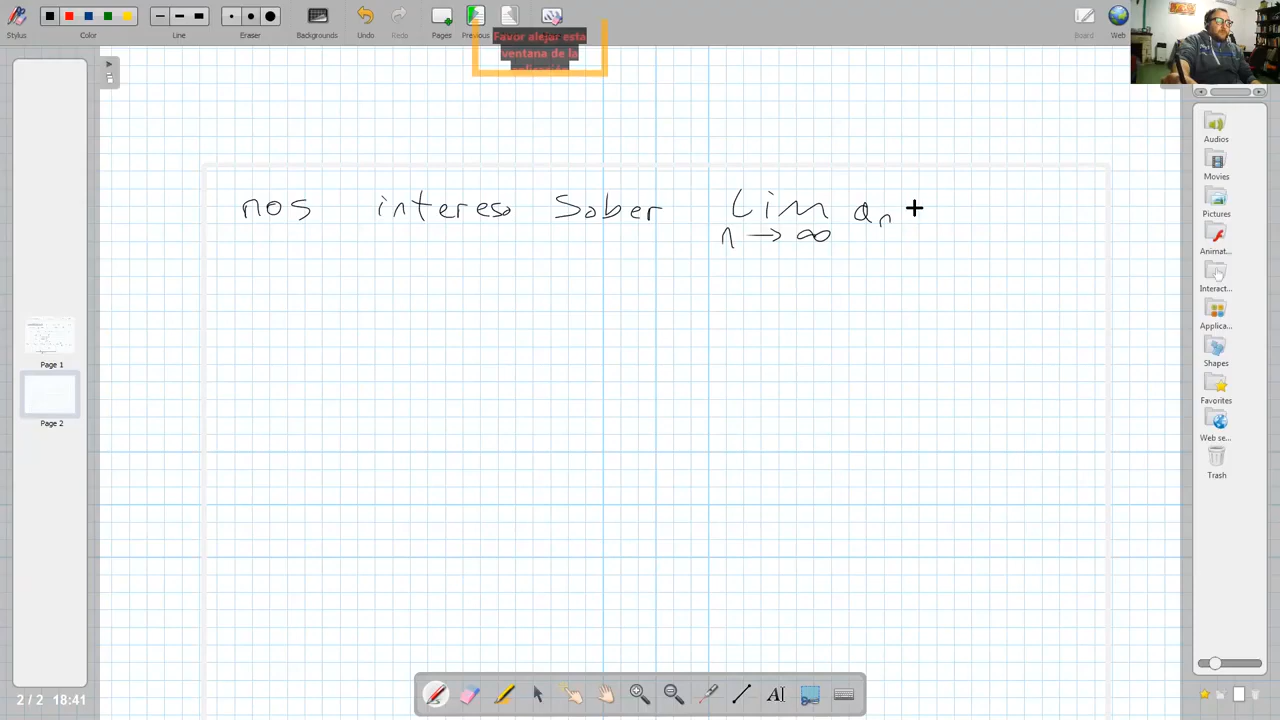 Stylus
Color
Line
Eraser
Backgrounds
Undo
Redo
Pages
Previous
Board
Web
Favor alejar esta
ventana de la
nos intereso Saber Lim aₙ
n → ∞
Page 1
Page 2
2 / 2 18:41
Audios
Movies
Pictures
Animat...
Interact...
Applica...
Shapes
Favorites
Web se...
Trash